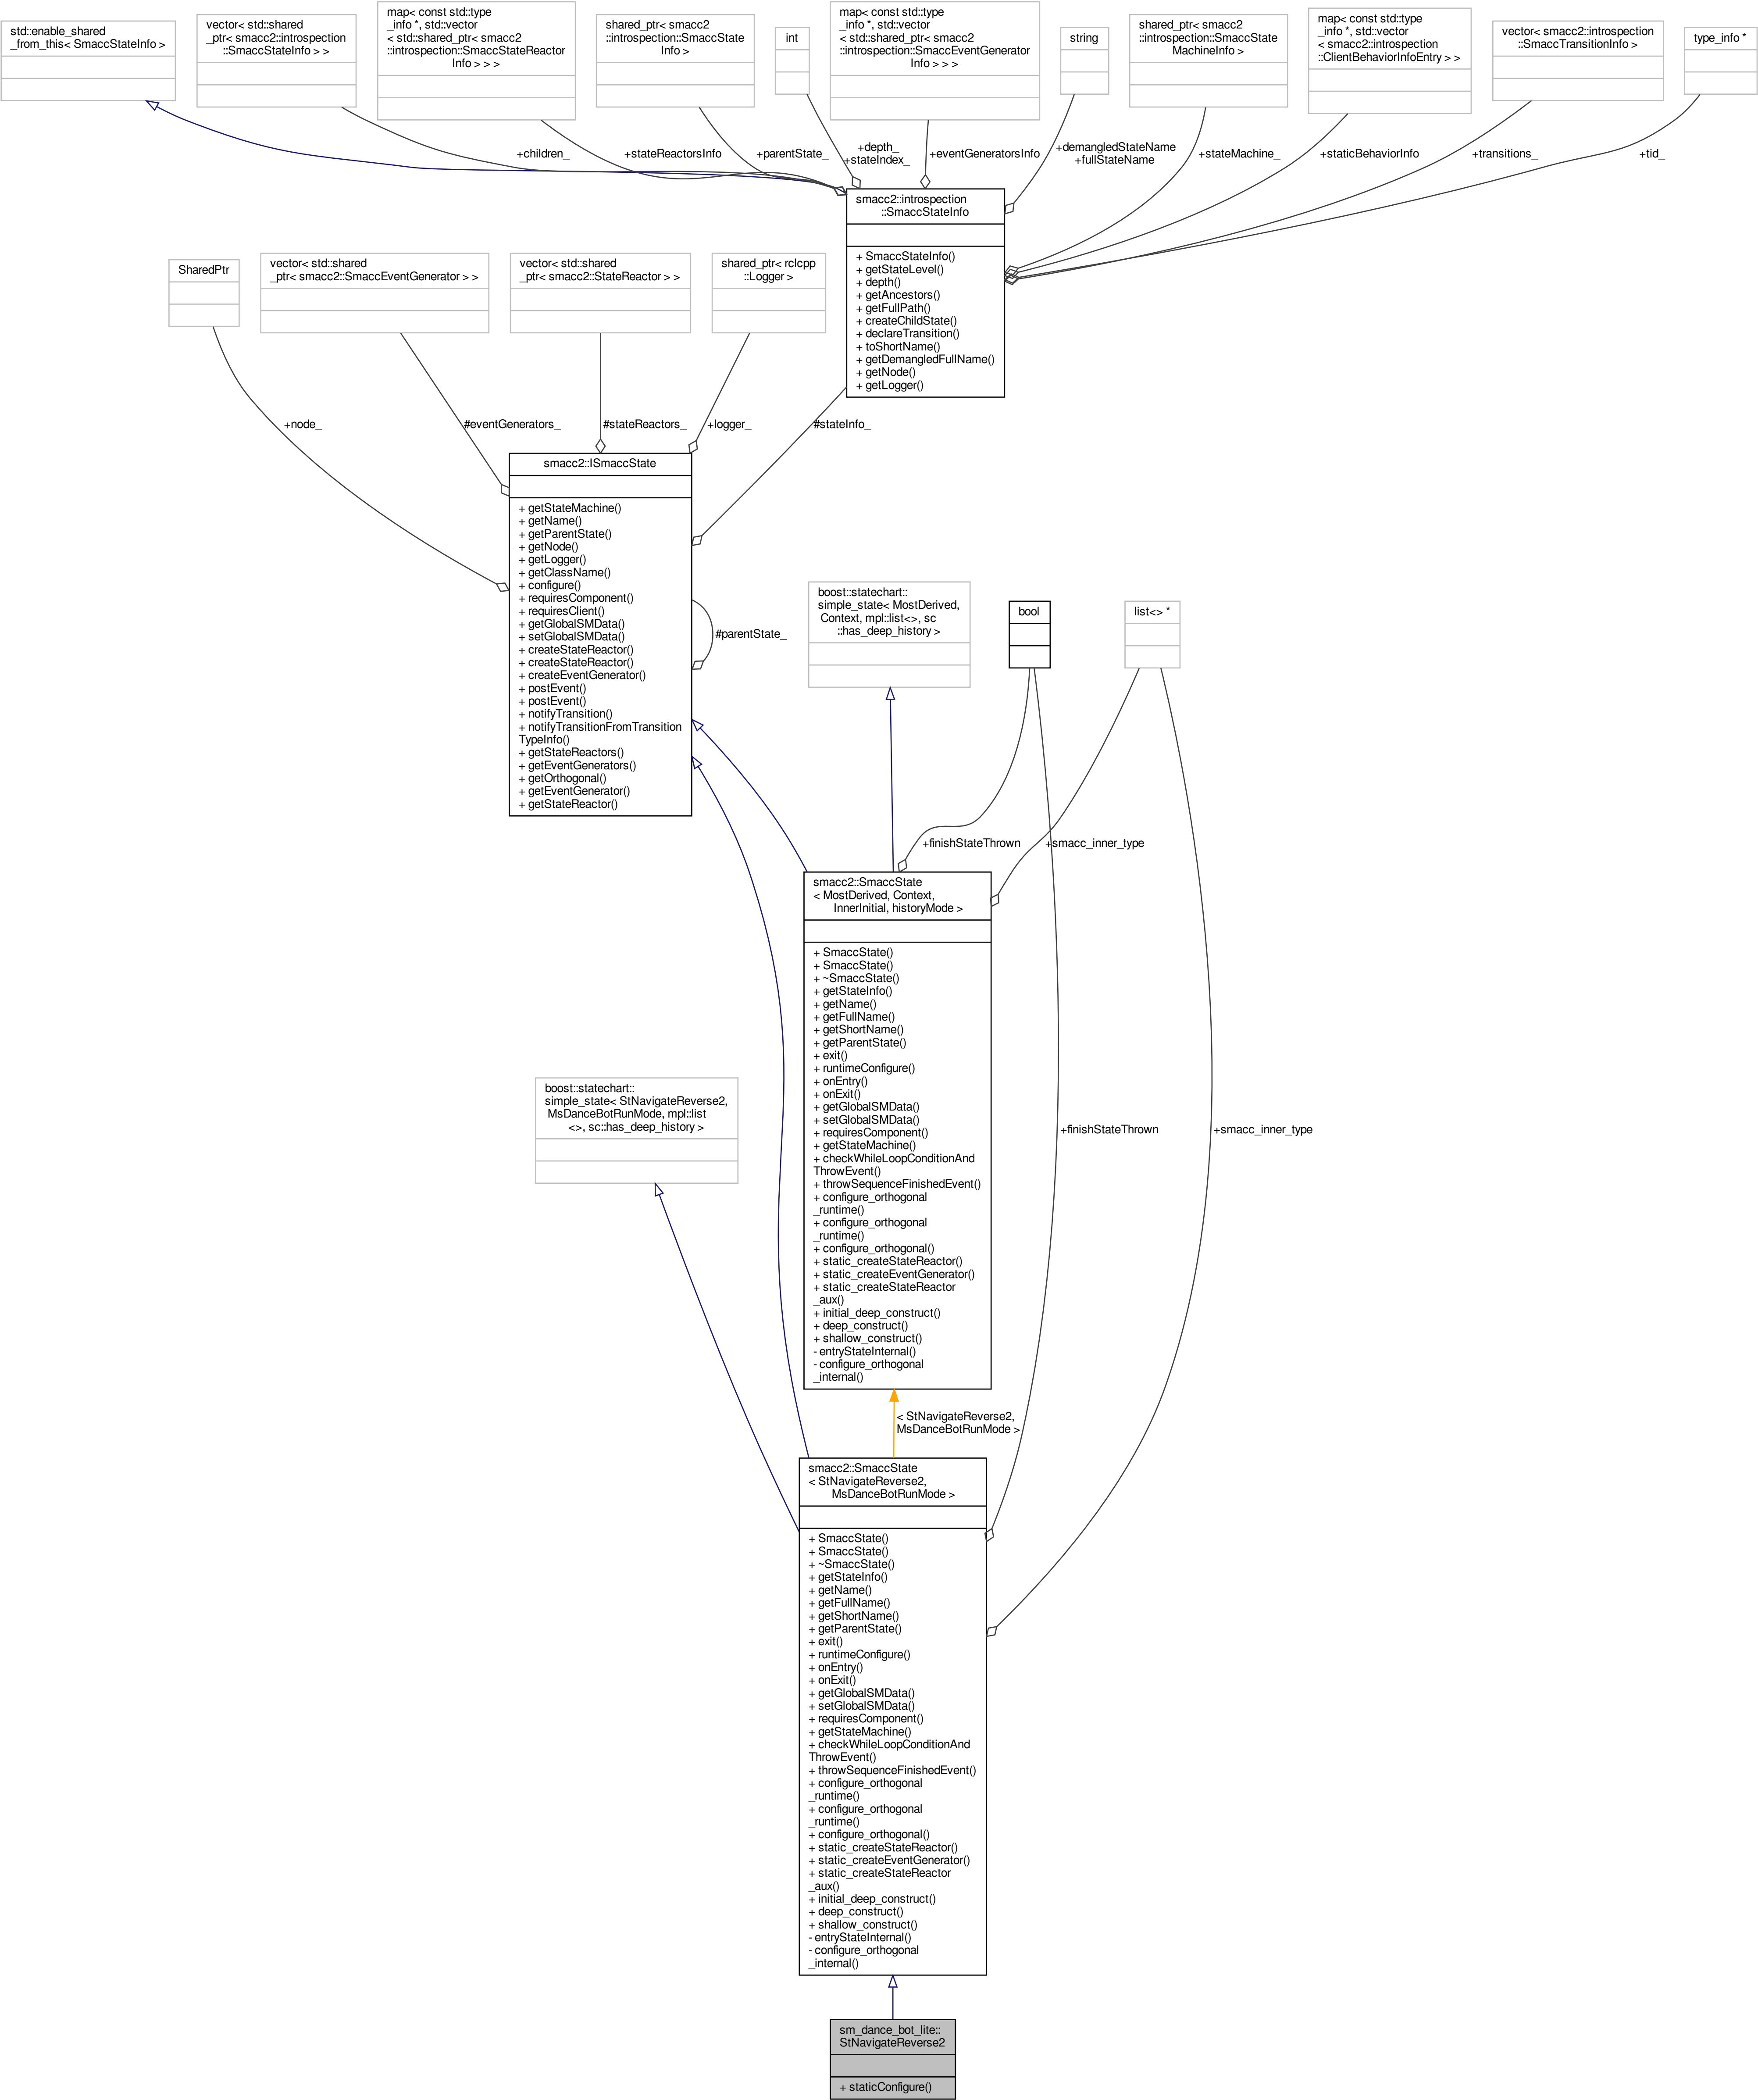 std::enable_shared
_from_this< SmaccStateInfo >
vector< std::shared
_ptr< smacc2::introspection
::SmaccStateInfo > >
map< const std::type
_info *, std::vector
< std::shared_ptr< smacc2
::introspection::SmaccStateReactor
Info > > >
shared_ptr< smacc2
::introspection::SmaccState
Info >
int
map< const std::type
_info *, std::vector
< std::shared_ptr< smacc2
::introspection::SmaccEventGenerator
Info > > >
string
shared_ptr< smacc2
::introspection::SmaccState
MachineInfo >
map< const std::type
_info *, std::vector
< smacc2::introspection
::ClientBehaviorInfoEntry > >
vector< smacc2::introspection
::SmaccTransitionInfo >
type_info *
+children_
+stateReactorsInfo
+parentState_
+depth_
+stateIndex_
+eventGeneratorsInfo
+demangledStateName
+fullStateName
+stateMachine_
+staticBehaviorInfo
+transitions_
+tid_
smacc2::introspection
::SmaccStateInfo
+ SmaccStateInfo()
+ getStateLevel()
+ depth()
+ getAncestors()
+ getFullPath()
+ createChildState()
+ declareTransition()
+ toShortName()
+ getDemangledFullName()
+ getNode()
+ getLogger()
SharedPtr
vector< std::shared
_ptr< smacc2::SmaccEventGenerator > >
vector< std::shared
_ptr< smacc2::StateReactor > >
shared_ptr< rclcpp
::Logger >
+node_
#eventGenerators_
#stateReactors_
+logger_
#stateInfo_
smacc2::ISmaccState
+ getStateMachine()
+ getName()
+ getParentState()
+ getNode()
+ getLogger()
+ getClassName()
+ configure()
+ requiresComponent()
+ requiresClient()
+ getGlobalSMData()
+ setGlobalSMData()
+ createStateReactor()
+ createStateReactor()
+ createEventGenerator()
+ postEvent()
+ postEvent()
+ notifyTransition()
+ notifyTransitionFromTransition
TypeInfo()
+ getStateReactors()
+ getEventGenerators()
+ getOrthogonal()
+ getEventGenerator()
+ getStateReactor()
#parentState_
boost::statechart::
simple_state< MostDerived,
Context, mpl::list<>, sc
::has_deep_history >
bool
list<> *
+finishStateThrown
+smacc_inner_type
smacc2::SmaccState
< MostDerived, Context,
InnerInitial, historyMode >
+ SmaccState()
+ SmaccState()
+ ~SmaccState()
+ getStateInfo()
+ getName()
+ getFullName()
+ getShortName()
+ getParentState()
+ exit()
+ runtimeConfigure()
+ onEntry()
+ onExit()
+ getGlobalSMData()
+ setGlobalSMData()
+ requiresComponent()
+ getStateMachine()
+ checkWhileLoopConditionAnd
ThrowEvent()
+ throwSequenceFinishedEvent()
+ configure_orthogonal
_runtime()
+ configure_orthogonal
_runtime()
+ configure_orthogonal()
+ static_createStateReactor()
+ static_createEventGenerator()
+ static_createStateReactor
_aux()
+ initial_deep_construct()
+ deep_construct()
+ shallow_construct()
- entryStateInternal()
- configure_orthogonal
_internal()
boost::statechart::
simple_state< StNavigateReverse2,
MsDanceBotRunMode, mpl::list
<>, sc::has_deep_history >
+finishStateThrown
+smacc_inner_type
< StNavigateReverse2,
MsDanceBotRunMode >
smacc2::SmaccState
< StNavigateReverse2,
MsDanceBotRunMode >
+ SmaccState()
+ SmaccState()
+ ~SmaccState()
+ getStateInfo()
+ getName()
+ getFullName()
+ getShortName()
+ getParentState()
+ exit()
+ runtimeConfigure()
+ onEntry()
+ onExit()
+ getGlobalSMData()
+ setGlobalSMData()
+ requiresComponent()
+ getStateMachine()
+ checkWhileLoopConditionAnd
ThrowEvent()
+ throwSequenceFinishedEvent()
+ configure_orthogonal
_runtime()
+ configure_orthogonal
_runtime()
+ configure_orthogonal()
+ static_createStateReactor()
+ static_createEventGenerator()
+ static_createStateReactor
_aux()
+ initial_deep_construct()
+ deep_construct()
+ shallow_construct()
- entryStateInternal()
- configure_orthogonal
_internal()
sm_dance_bot_lite::
StNavigateReverse2
+ staticConfigure()